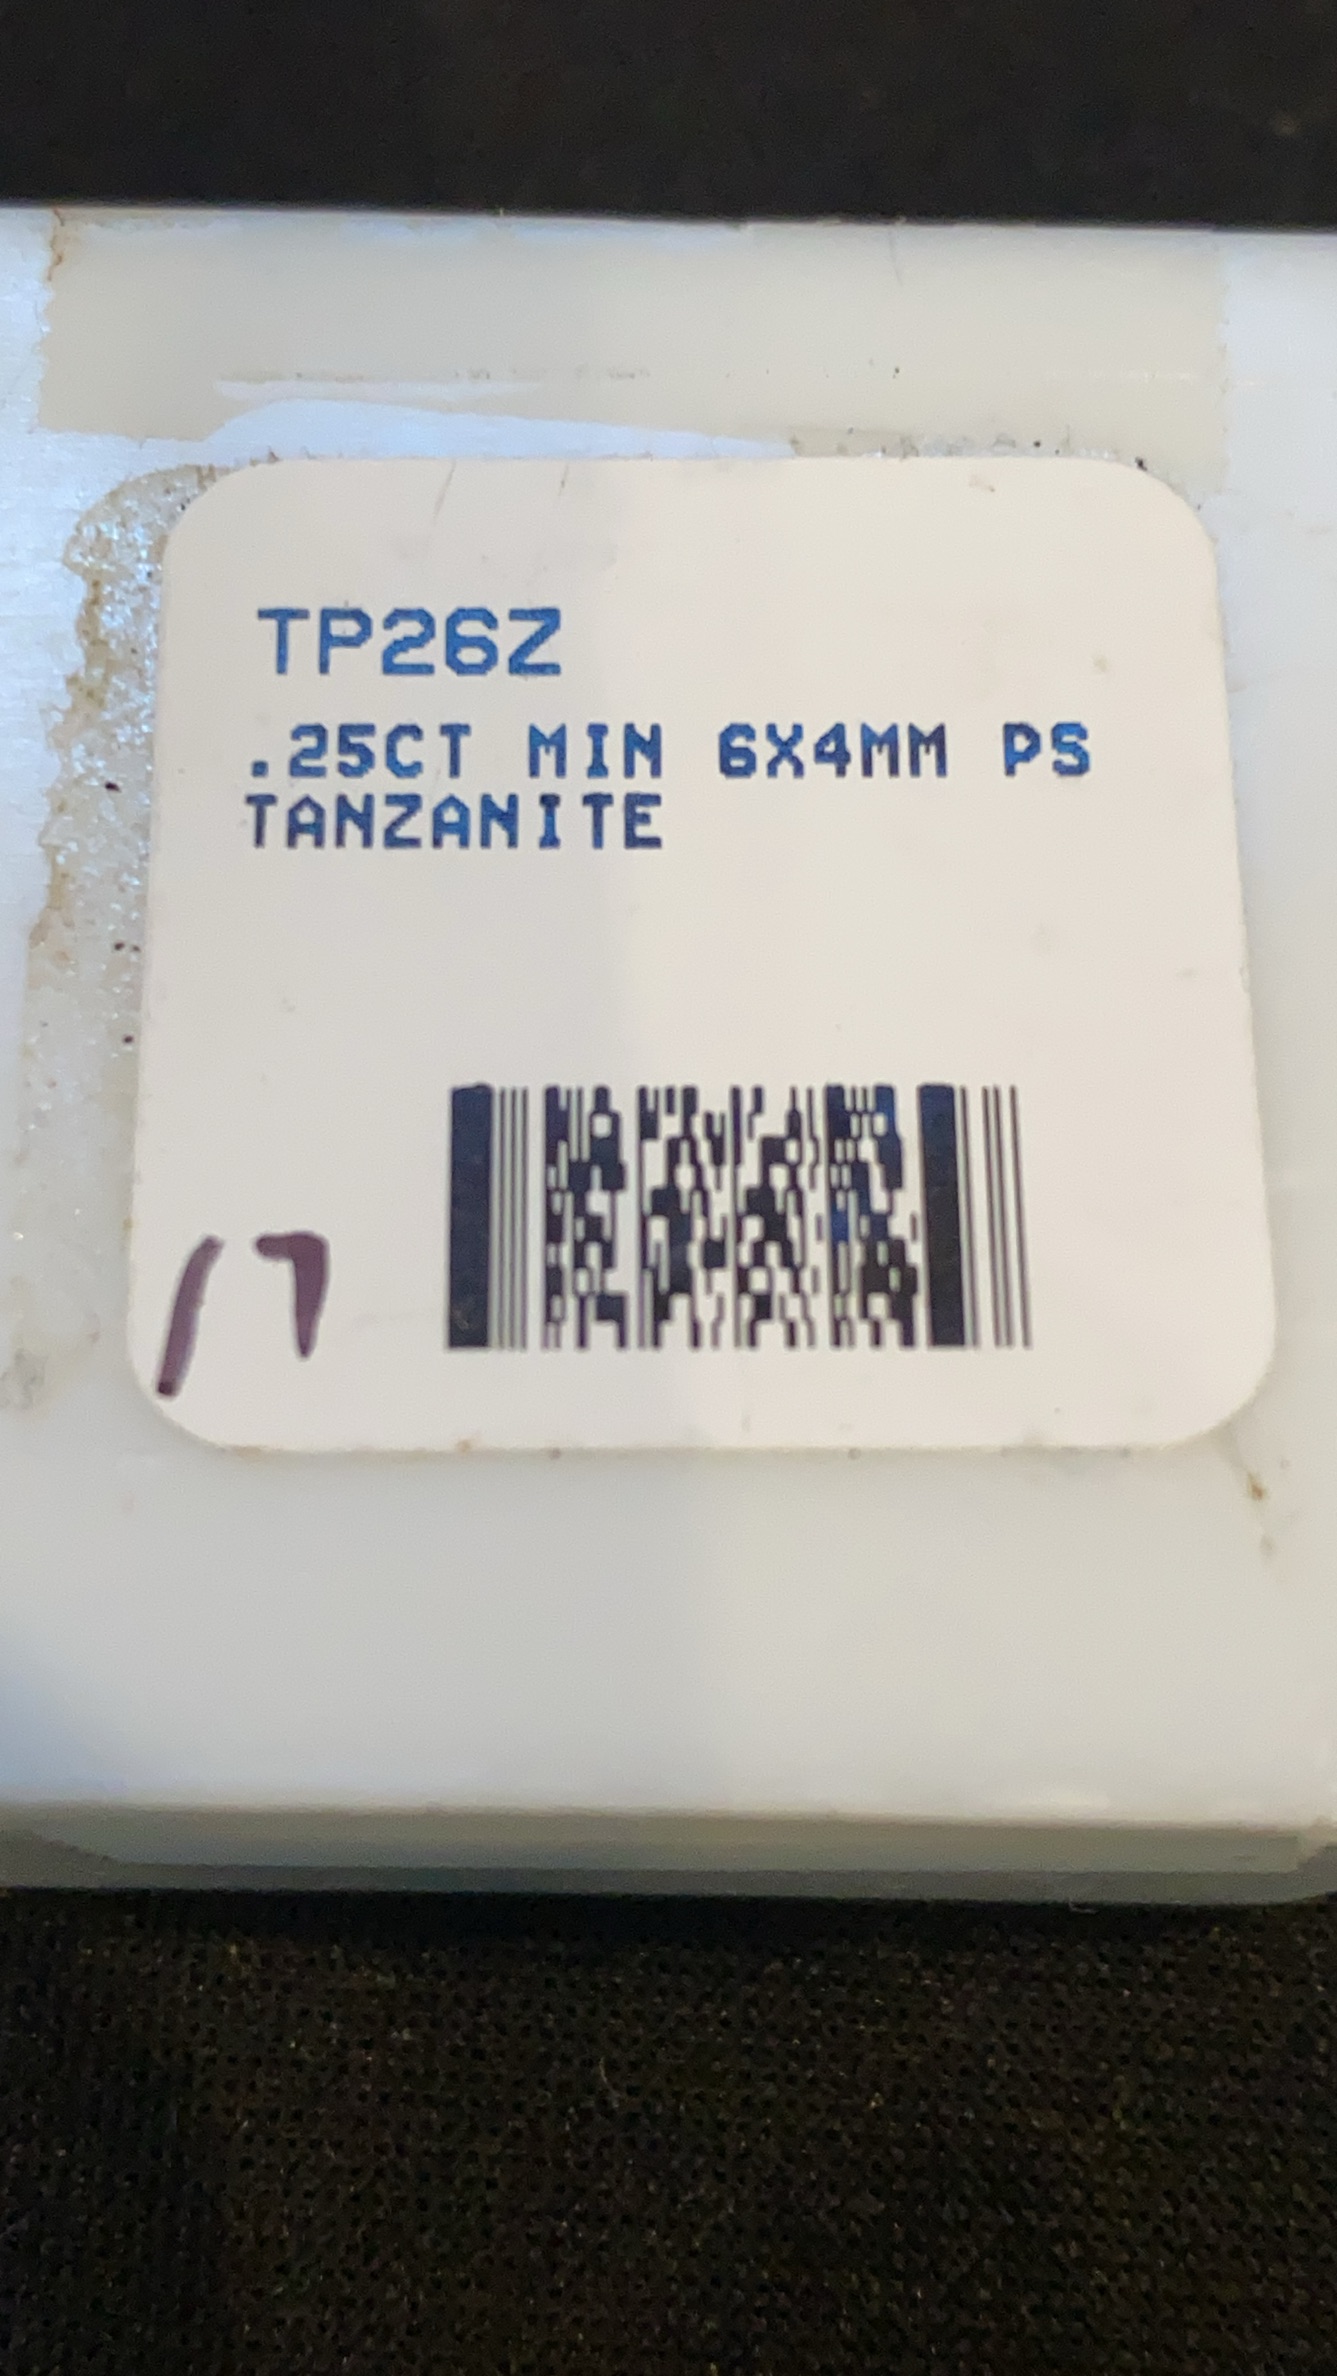 TP26Z
.25CT MIN 6X4MM PS
TANZANITE
17